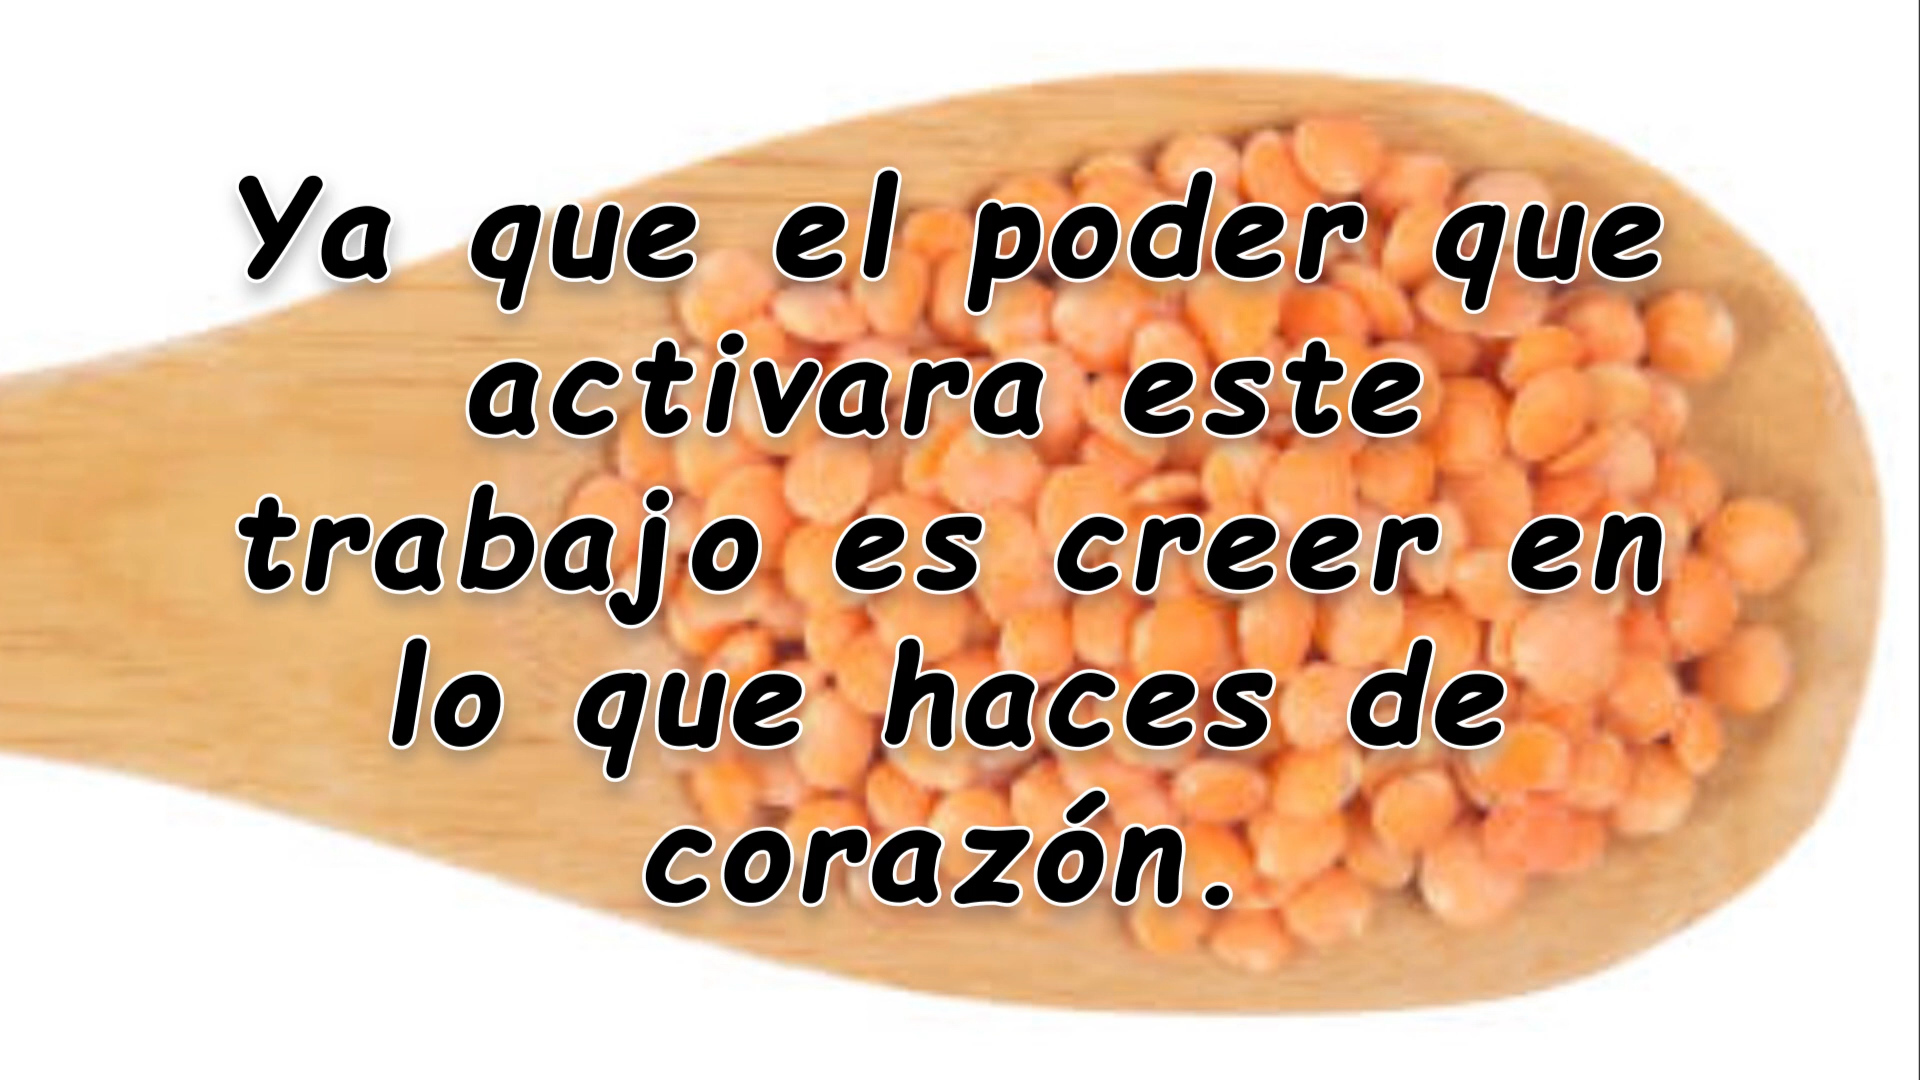 Ya que el poder que
activara este
trabajo es creer en
lo que haces de
corazón.